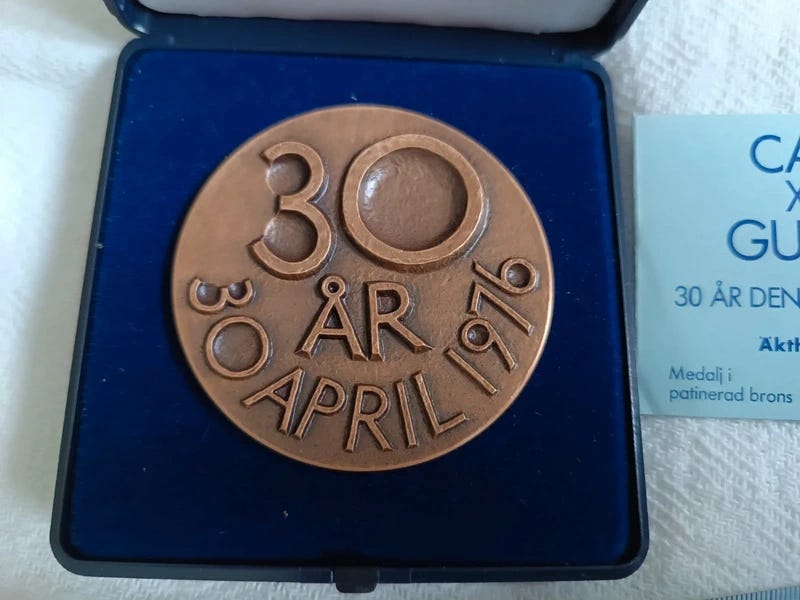 30
ÅR
30 APRIL 1976
CA
X
GU
30 ÅR DEN
Äkth
Medalj i
patinerad brons